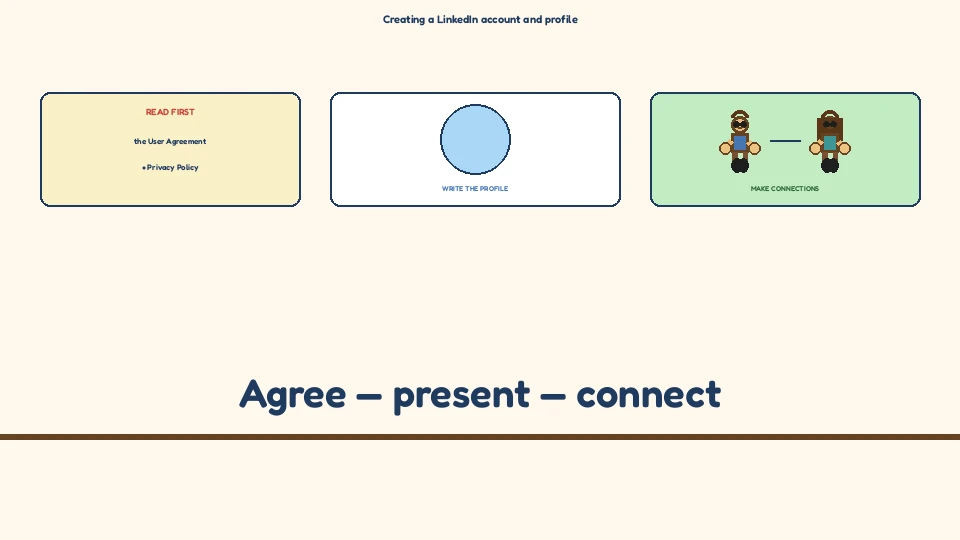 Creating a LinkedIn account and profile
READ FIRST
the User Agreement
+Privacy Policy
WRITE THE PROFILE
MAKE CONNECTIONS
Agree — present — connect